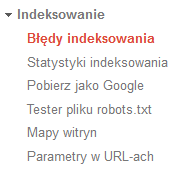 Indeksowanie
Błędy indeksowania
Statystyki indeksowania
Pobierz jako Google
Tester pliku robots.txt
Mapy witryn
Parametry w URL-ach